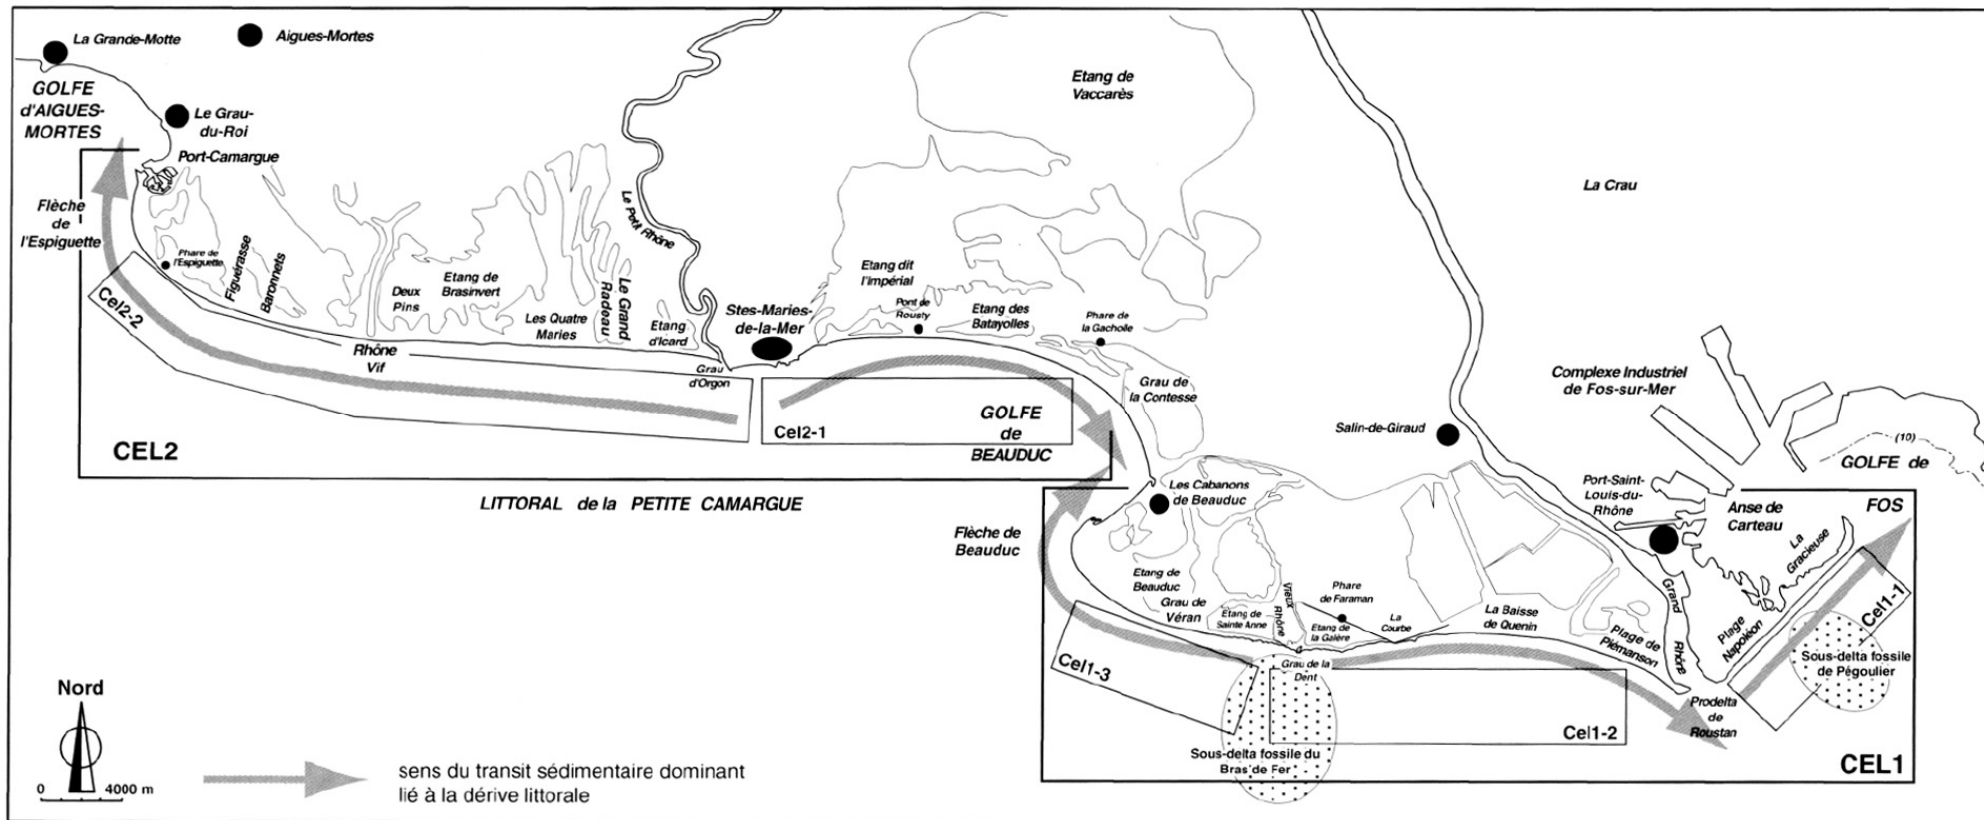 La Grande-Motte
Aigues-Mortes
GOLFE
d'AIGUES-
MORTES
Le Grau-
du-Roi
Port-Camargue
Flèche
de
l'Espiguette
Phare de
l'Espiguette
Figuérasse
Baronnets
Cel2-2
Deux
Pins
Etang de
Brasinvert
Les Quatre
Maries
Le Grand
Radeau
Etang
d'Icard
Le Petit Rhône
Rhône
Vif
Grau
d'Orgon
Stes-Maries-
de-la-Mer
Etang de
Vaccarès
Etang dit
l'Impérial
Pont de
Rousty
Etang des
Batayolles
Phare de
la Gacholle
Grau de
la Contesse
Cel2-1
GOLFE
de
BEAUDUC
CEL2
LITTORAL de la PETITE CAMARGUE
La Crau
Complexe Industriel
de Fos-sur-Mer
Salin-de-Giraud
(10)
GOLFE de
FOS
Port-Saint-
Louis-du-
Rhône
Anse de
Carteau
La
Gracieuse
Les Cabanons
de Beauduc
Flèche de
Beauduc
Etang de
Beauduc
Grau de
Véran
Etang de
Sainte Anne
Vieux
Rhône
Phare
de Faraman
Etang de
la Galère
La
Courbe
La Baisse
de Quenin
Plage de
Piémanson
Grand
Rhône
Plage
Napoléon
Cel1-1
Sous-delta fossile
de Pégoulier
Cel1-3
Grau de la
Dent
Cel1-2
Prodelta
de
Roustan
Sous-delta fossile du
Bras de Fer
CEL1
Nord
0 4000 m
sens du transit sédimentaire dominant
lié à la dérive littorale